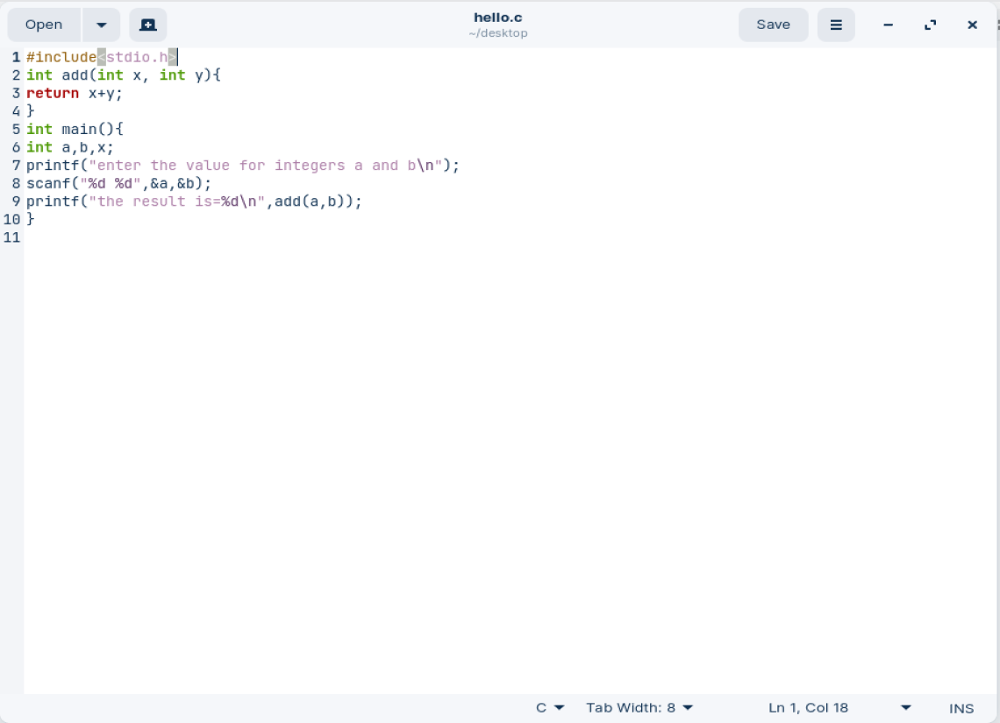 Open
hello.c
~/desktop
Save
1 #include<stdio.h>
2 int add(int x, int y){
3 return x+y;
4 }
5 int main(){
6 int a,b,x;
7 printf("enter the value for integers a and b\n");
8 scanf("%d %d",&a,&b);
9 printf("the result is=%d\n",add(a,b));
10 }
11
C Tab Width: 8 Ln 1, Col 18 INS